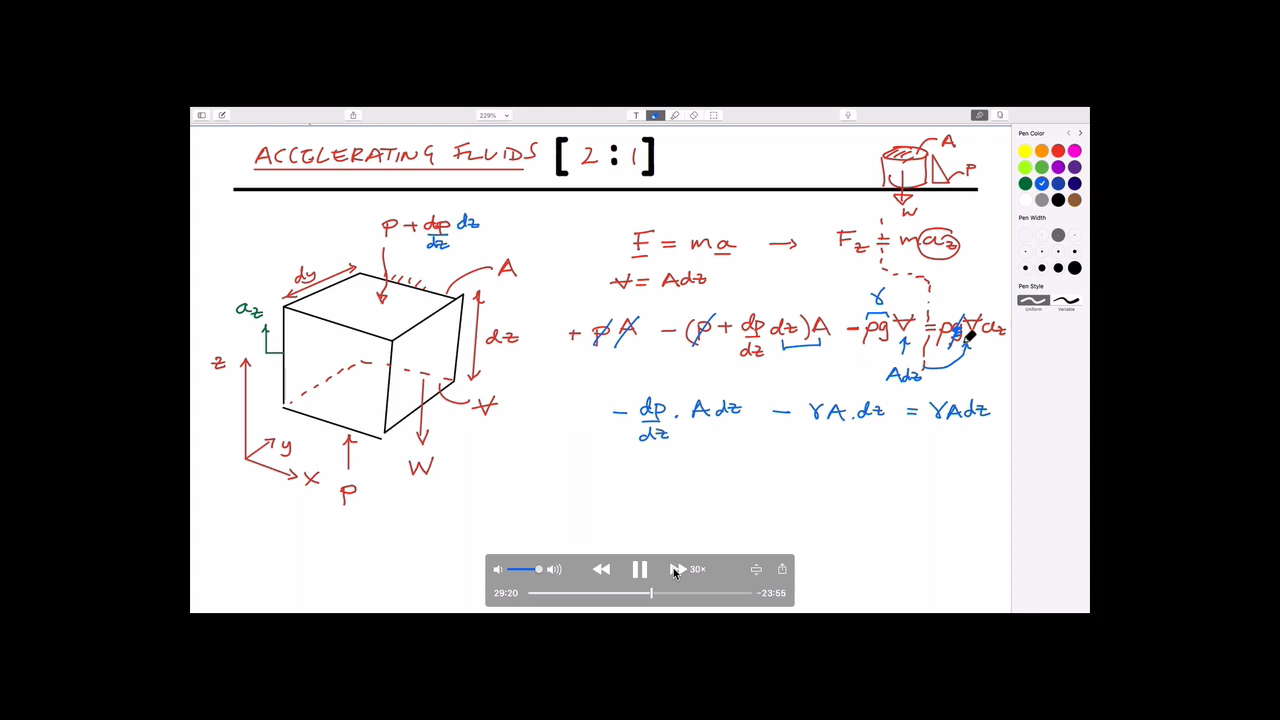 229%
T
ACCELERATING FLUIDS [2:1]
A
P
W
Pen Color
Pen Width
Pen Style
Uniform
Variable
P + dp/dz dz
dy
A
az
dz
z
V
y
W
x
P
F = ma → Fz = maz
V = Adz
γ
+ pA - (p + dp/dz dz)A - ρgV = ρgVaz
Adz
- dp/dz . Adz - γA.dz = γAdz
30×
29:20
-23:55